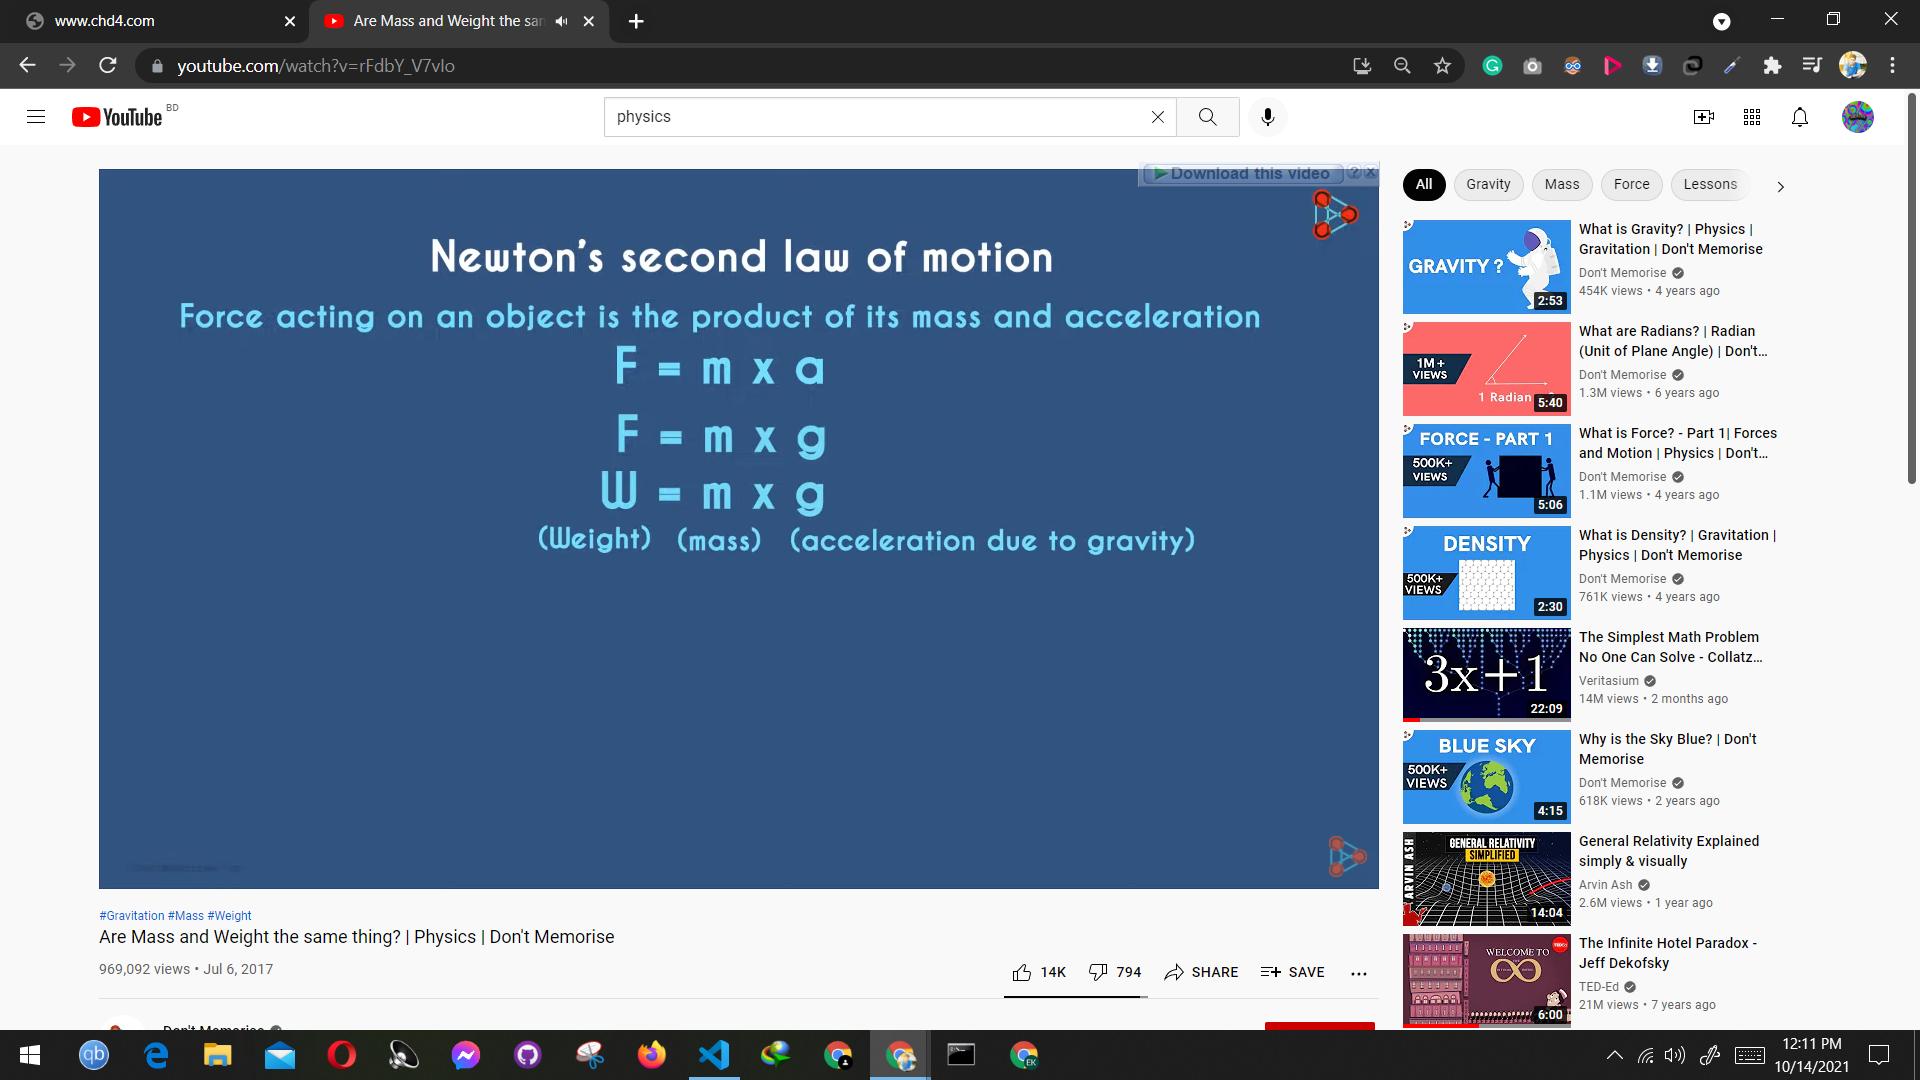 www.chd4.com
Are Mass and Weight the sam
youtube.com/watch?v=rFdbY_V7vIo
YouTube BD
physics
Download this video
Newton's second law of motion
Force acting on an object is the product of its mass and acceleration
F = m x a
F = m x g
W = m x g
(Weight) (mass) (acceleration due to gravity)
#Gravitation #Mass #Weight
Are Mass and Weight the same thing? | Physics | Don't Memorise
969,092 views • Jul 6, 2017
14K 794 SHARE SAVE ...
Don't Memorise
All Gravity Mass Force Lessons
GRAVITY ?
2:53
What is Gravity? | Physics |
Gravitation | Don't Memorise
Don't Memorise
454K views • 4 years ago
1M+
VIEWS
1 Radian
5:40
What are Radians? | Radian
(Unit of Plane Angle) | Don't...
Don't Memorise
1.3M views • 6 years ago
FORCE - PART 1
500K+
VIEWS
5:06
What is Force? - Part 1| Forces
and Motion | Physics | Don't...
Don't Memorise
1.1M views • 4 years ago
DENSITY
500K+
VIEWS
2:30
What is Density? | Gravitation |
Physics | Don't Memorise
Don't Memorise
761K views • 4 years ago
3x+1
22:09
The Simplest Math Problem
No One Can Solve - Collatz...
Veritasium
14M views • 2 months ago
BLUE SKY
500K+
VIEWS
4:15
Why is the Sky Blue? | Don't
Memorise
Don't Memorise
618K views • 2 years ago
ARVIN ASH
GENERAL RELATIVITY
SIMPLIFIED
14:04
General Relativity Explained
simply & visually
Arvin Ash
2.6M views • 1 year ago
WELCOME TO
∞
6:00
The Infinite Hotel Paradox -
Jeff Dekofsky
TED-Ed
21M views • 7 years ago
qb
EK
12:11 PM
10/14/2021